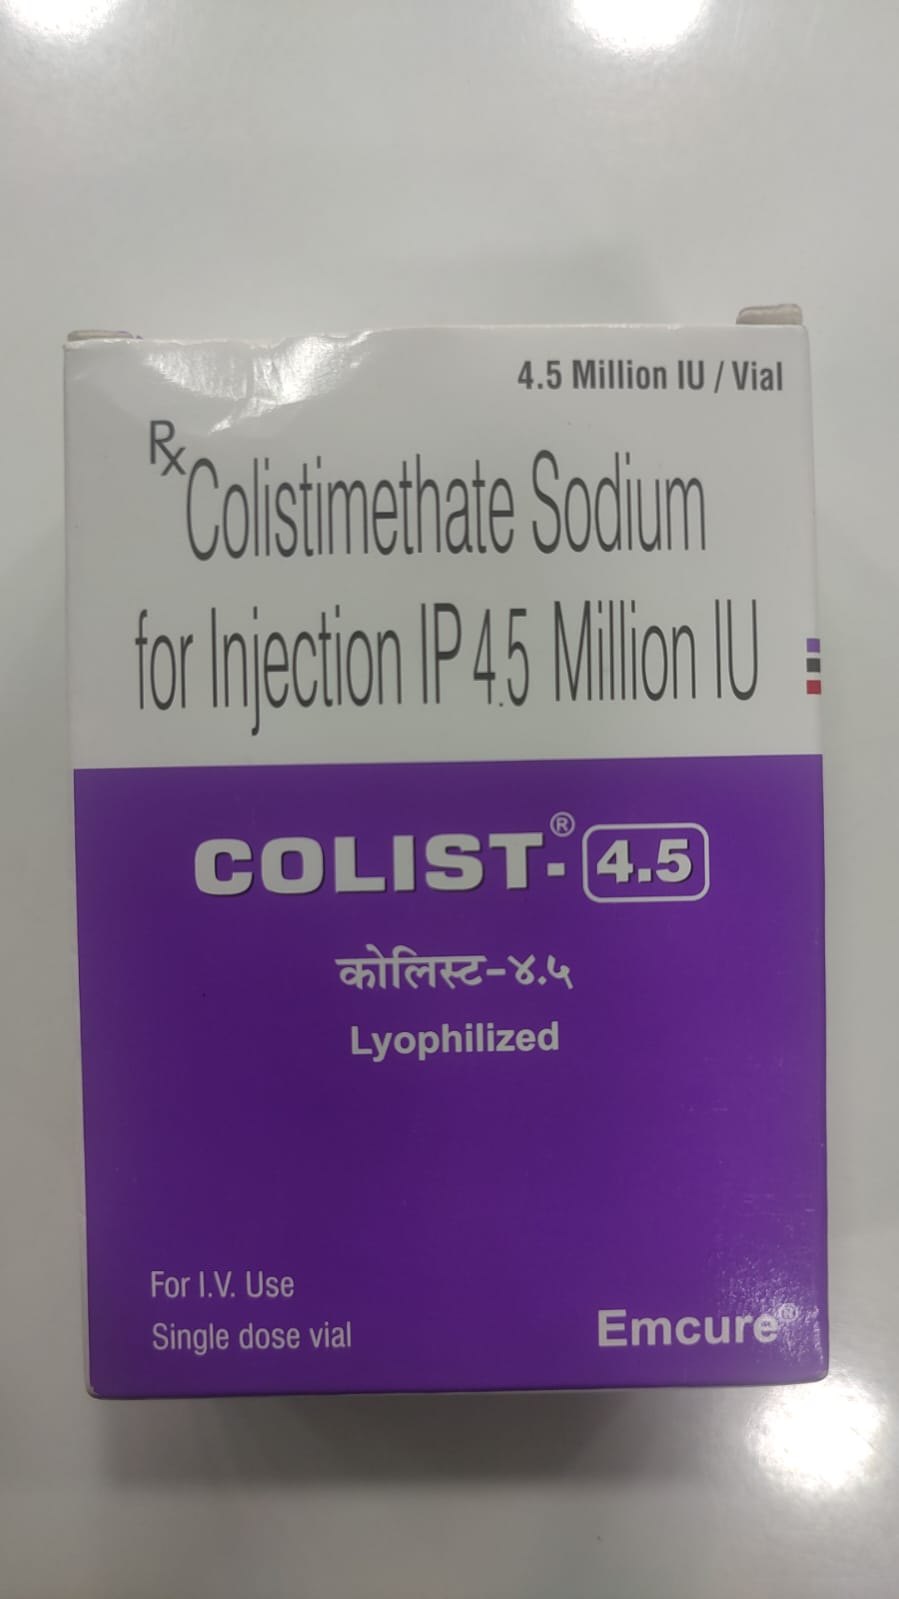 4.5 Million IU / Vial
Rx
Colistimethate Sodium
for Injection IP 4.5 Million IU
COLIST-® 4.5
कोलिस्ट-४.५
Lyophilized
For I.V. Use
Single dose vial
Emcure®